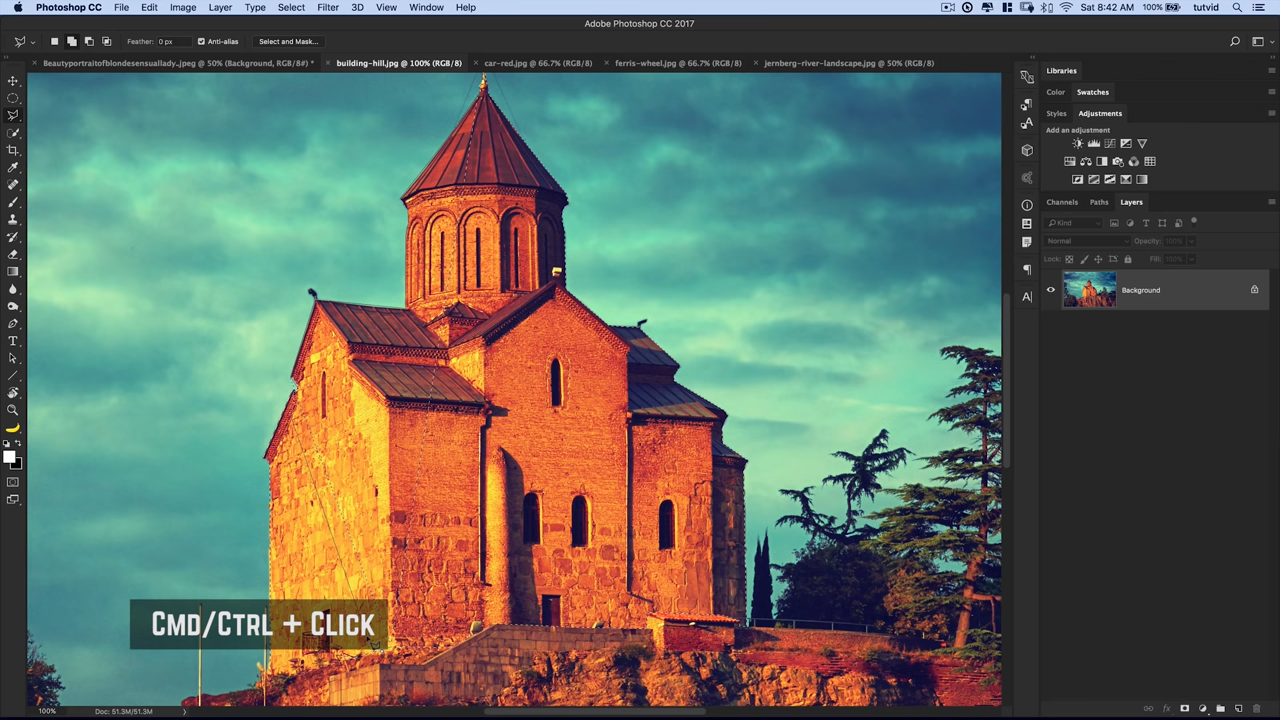 Photoshop CC File Edit Image Layer Type Select Filter 3D View Window Help 100% Sat 8:42 AM
Adobe Photoshop CC 2017
Feather: 0 px Anti-alias Select and Mask...
Beautyportraitofblondesensuallady..jpeg @ 50% (Background, RGB/8#) * building-hill.jpg @ 100% (RGB/8) car-red.jpg @ 66.7% (RGB/8) ferris-wheel.jpg @ 66.7% (RGB/8) jernberg-river-landscape.jpg @ 50% (RGB/8)
Libraries
Color Swatches
Styles Adjustments
Add an adjustment
Channels Paths Layers
Kind
Normal Opacity: 100%
Lock: Fill: 100%
Background
Cmd/Ctrl + Click
100% Doc: 51.3M/51.3M